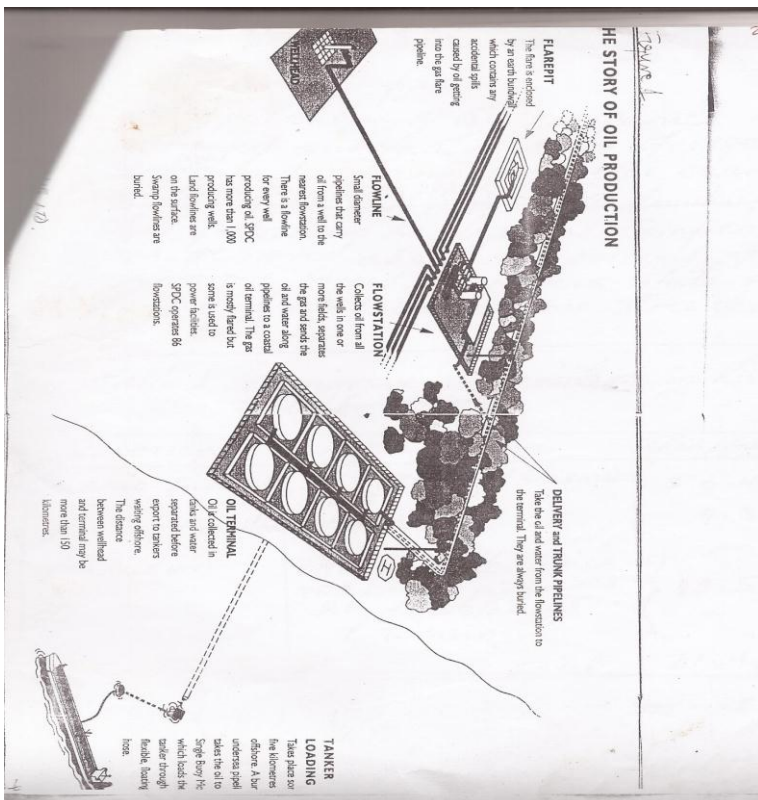 Figure 1
HE STORY OF OIL PRODUCTION
FLAREPIT
The flare is enclosed
by an earth bundwall
which contains any
accidental spills
caused by oil getting
into the gas flare
pipeline.
WELLHEAD
FLOWLINE
Small diameter
pipelines that carry
oil from a well to the
nearest flowstation.
There is a flowline
for every well
producing oil. SPDC
has more than 1,000
producing wells.
Land flowlines are
on the surface.
Swamp flowlines are
buried.
FLOWSTATION
Collects oil from all
the wells in one or
more fields, separates
the gas and sends the
oil and water along
pipelines to a coastal
oil terminal. The gas
is mostly flared but
some is used to
power facilities.
SPDC operates 86
flowstations.
DELIVERY and TRUNK PIPELINES
Take the oil and water from the flowstation to
the terminal. They are always buried.
H
OIL TERMINAL
Oil is collected in
tanks and water
separated before
export to tankers
waiting offshore.
The distance
between wellhead
and terminal may be
more than 150
kilometres.
TANKER
LOADING
Takes place
five kilometres
offshore. A
undersea
takes the oil to
Single Buoy
which loads
tanker through
flexible, floating
hose.